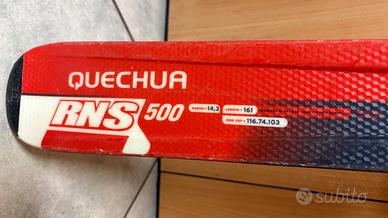 QUECHUA
RNS 500
RADIUS • 14,3 LENGTH • 161
SIDE CUT • 116.74.103
subito